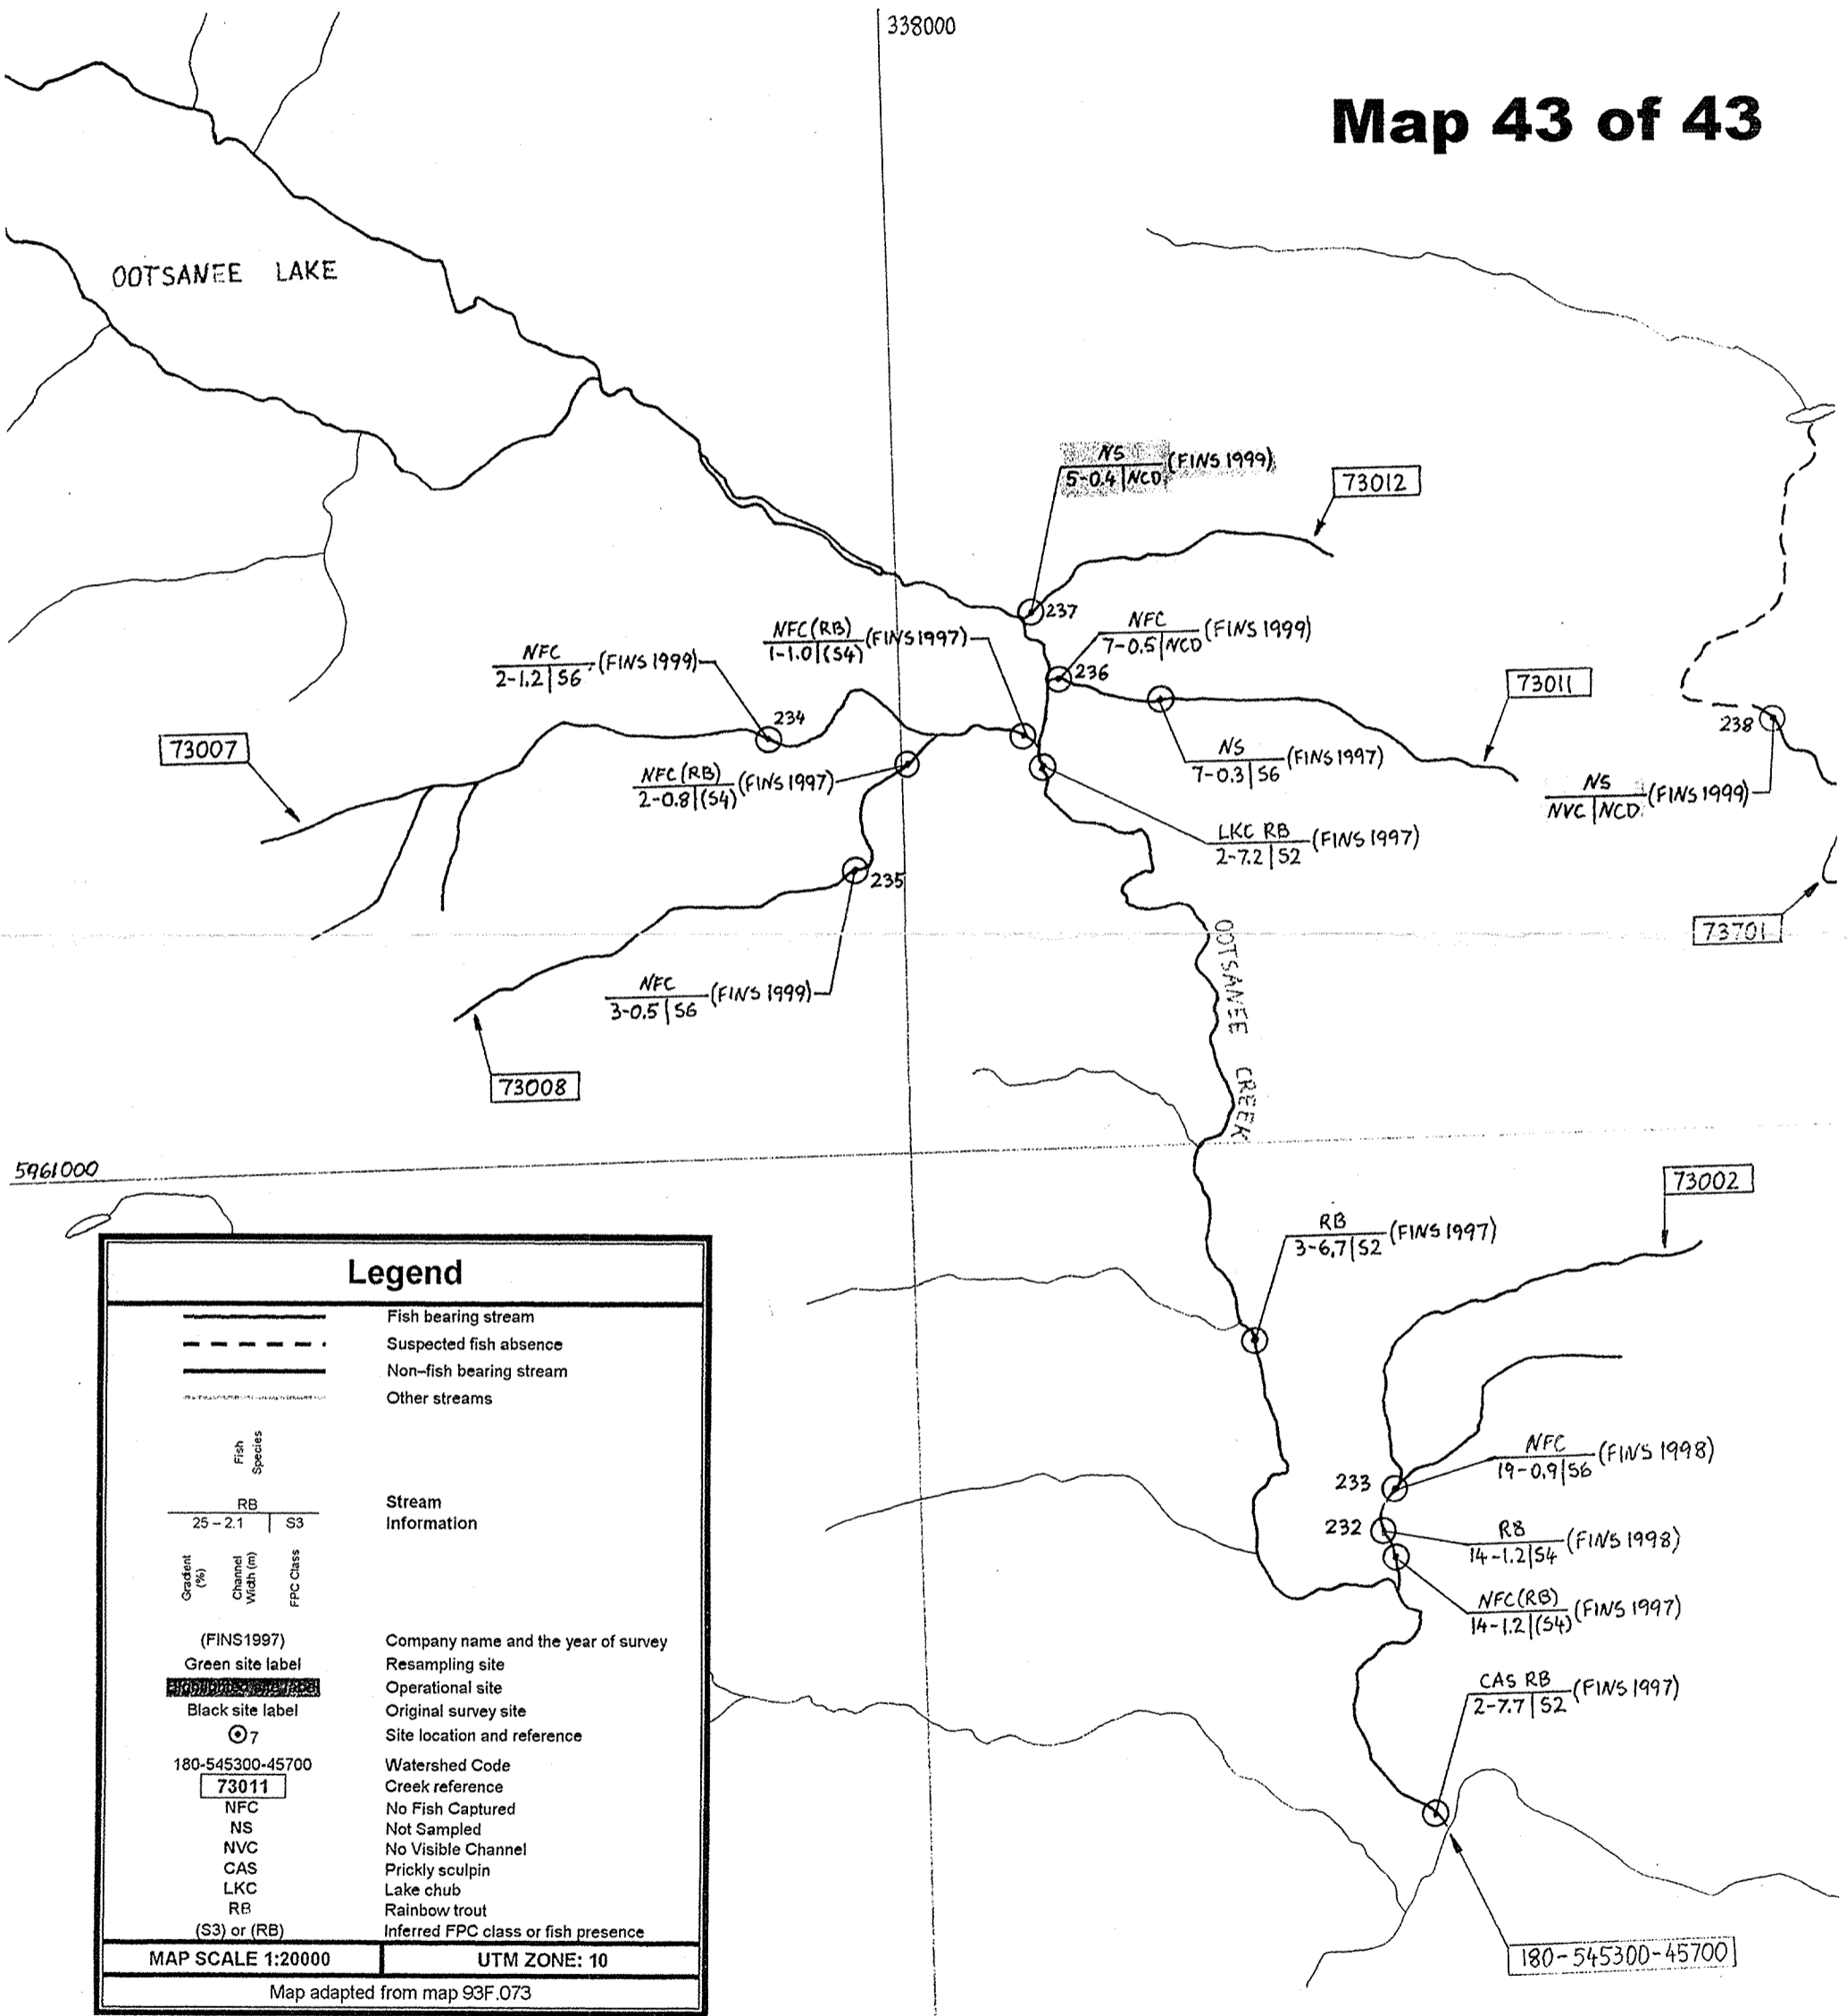 338000
Map 43 of 43
OOTSANEE LAKE
NS
5-0.4|NCD (FINS 1999)
73012
237
NFC(RB)
1-1.0|(S4) (FINS 1997)
NFC
7-0.5|NCD (FINS 1999)
236
NFC
2-1.2|S6 (FINS 1999)
234
73011
238
73007
NS
7-0.3|S6 (FINS 1997)
NFC(RB)
2-0.8|(S4) (FINS 1997)
NS
NVC|NCD (FINS 1999)
LKC RB
2-7.2|S2 (FINS 1997)
235
73701
NFC
3-0.5|S6 (FINS 1999)
OOTSANEE CREEK
73008
5961000
73002
RB
3-6.7|S2 (FINS 1997)
NFC
19-0.9|S6 (FINS 1998)
233
232
RB
14-1.2|S4 (FINS 1998)
NFC(RB)
14-1.2|(S4) (FINS 1997)
CAS RB
2-7.7|S2 (FINS 1997)
180-545300-45700
Legend
Fish bearing stream
Suspected fish absence
Non-fish bearing stream
Other streams
Fish Species
RB
25 – 2.1 | S3
Stream Information
Gradient (%)
Channel Width (m)
FPC Class
(FINS1997) Company name and the year of survey
Green site label Resampling site
Operational site
Black site label Original survey site
7 Site location and reference
180-545300-45700 Watershed Code
73011 Creek reference
NFC No Fish Captured
NS Not Sampled
NVC No Visible Channel
CAS Prickly sculpin
LKC Lake chub
RB Rainbow trout
(S3) or (RB) Inferred FPC class or fish presence
MAP SCALE 1:20000 UTM ZONE: 10
Map adapted from map 93F.073